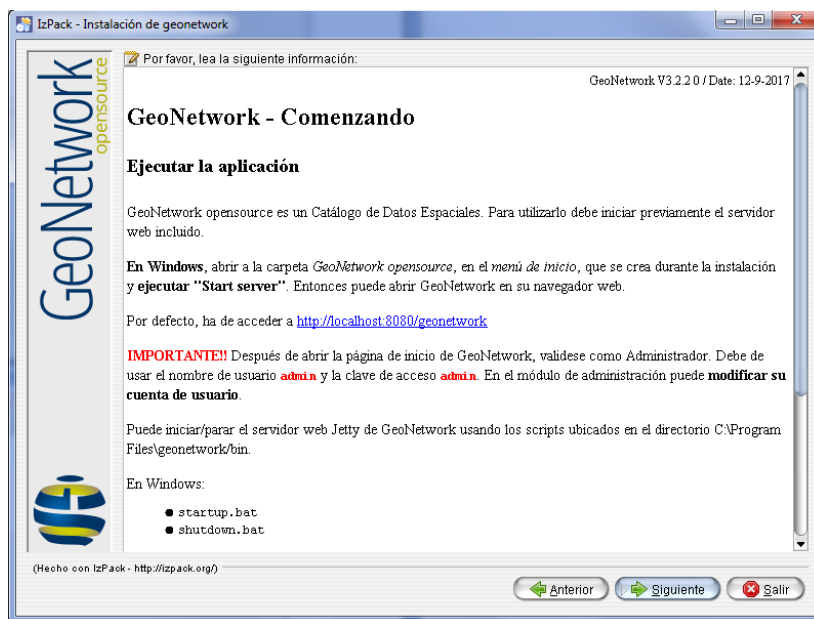 IzPack - Instalación de geonetwork
GeoNetwork
opensource
Por favor, lea la siguiente información:
GeoNetwork V3.2.2 0 / Date: 12-9-2017
GeoNetwork - Comenzando
Ejecutar la aplicación
GeoNetwork opensource es un Catálogo de Datos Espaciales. Para utilizarlo debe iniciar previamente el servidor
web incluido.
En Windows, abrir a la carpeta GeoNetwork opensource, en el menú de inicio, que se crea durante la instalación
y ejecutar "Start server". Entonces puede abrir GeoNetwork en su navegador web.
Por defecto, ha de acceder a http://localhost:8080/geonetwork
IMPORTANTE!! Después de abrir la página de inicio de GeoNetwork, validese como Administrador. Debe de
usar el nombre de usuario admin y la clave de acceso admin. En el módulo de administración puede modificar su
cuenta de usuario.
Puede iniciar/parar el servidor web Jetty de GeoNetwork usando los scripts ubicados en el directorio C:\Program
Files\geonetwork/bin.
En Windows:
startup.bat
shutdown.bat
(Hecho con IzPack - http://izpack.org/)
Anterior
Siguiente
Salir